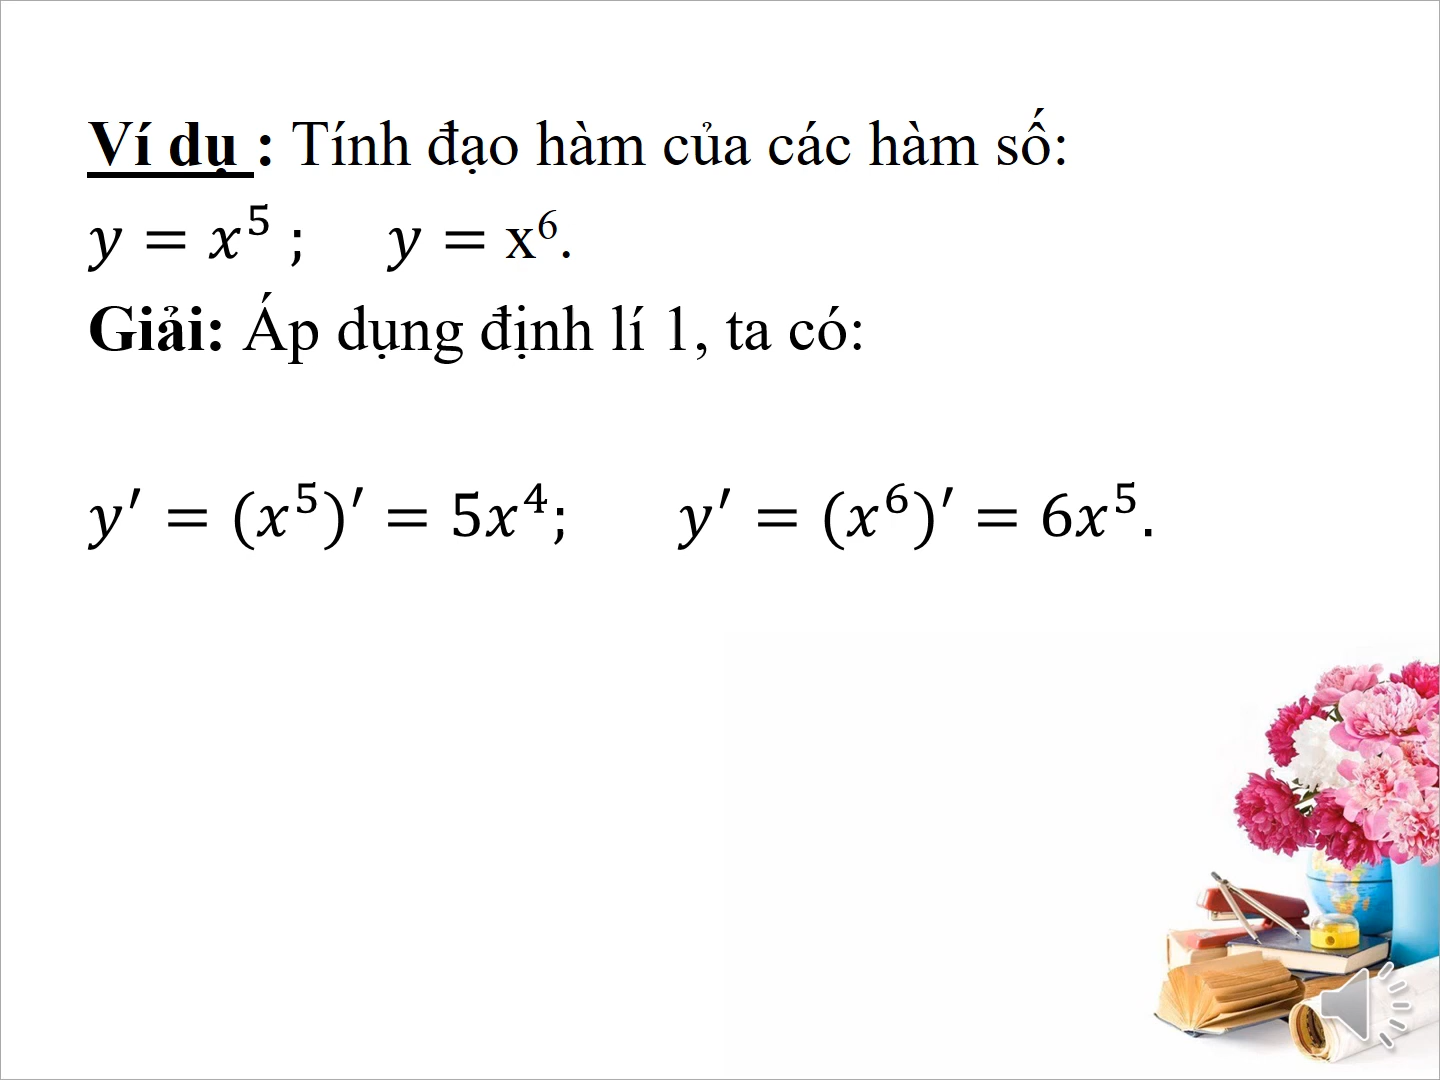 Ví dụ : Tính đạo hàm của các hàm số:
y = x⁵ ; y = x⁶.
Giải: Áp dụng định lí 1, ta có:
y′ = (x⁵)′ = 5x⁴; y′ = (x⁶)′ = 6x⁵.